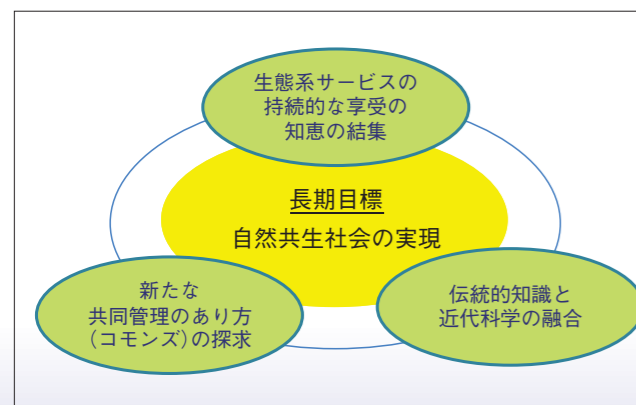 生態系サービスの
持続的な享受の
知恵の結集
長期目標
自然共生社会の実現
新たな
共同管理のあり方
(コモンズ)の探求
伝統的知識と
近代科学の融合